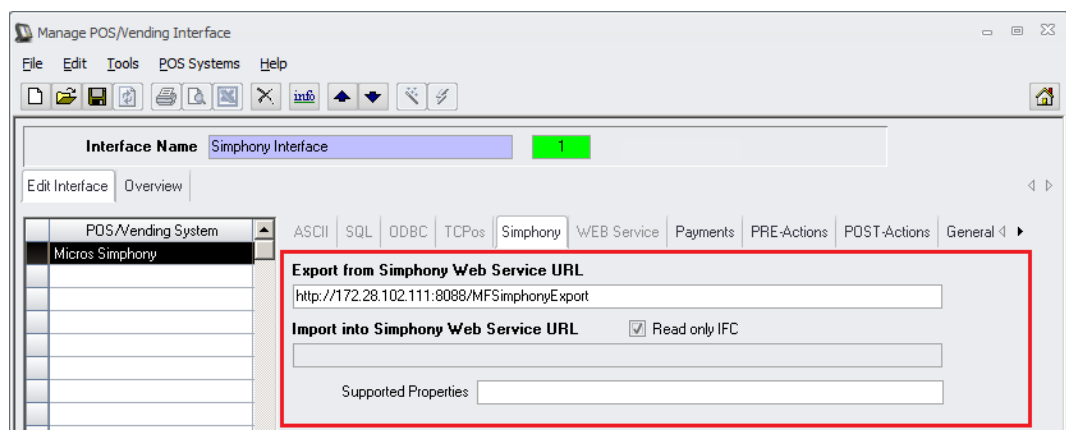 Manage POS/Vending Interface
File Edit Tools POS Systems Help
info
Interface Name Simphony Interface 1
Edit Interface Overview
POS/Vending System
Micros Simphony
ASCII SQL ODBC TCPos Simphony WEB Service Payments PRE-Actions POST-Actions General
Export from Simphony Web Service URL
http://172.28.102.111:8088/MFSimphonyExport
Import into Simphony Web Service URL Read only IFC
Supported Properties